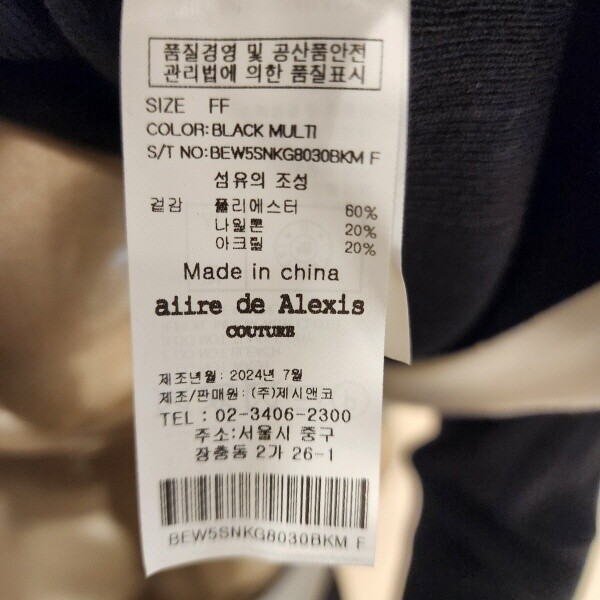 품질경영 및 공산품안전
관리법에 의한 품질표시
SIZE FF
COLOR: BLACK MULTI
S/T NO:BEW5SNKG8030BKM F
섬유의 조성
겉감 폴리에스터 60%
나일론 20%
아크릴 20%
Made in china
aiire de Alexis
COUTURE
제조년월 : 2024년 7월
제조/판매원 : (주)제시앤코
TEL : 02-3406-2300
주소:서울시 중구
장충동 2가 26-1
BEW5SNKG8030BKM F